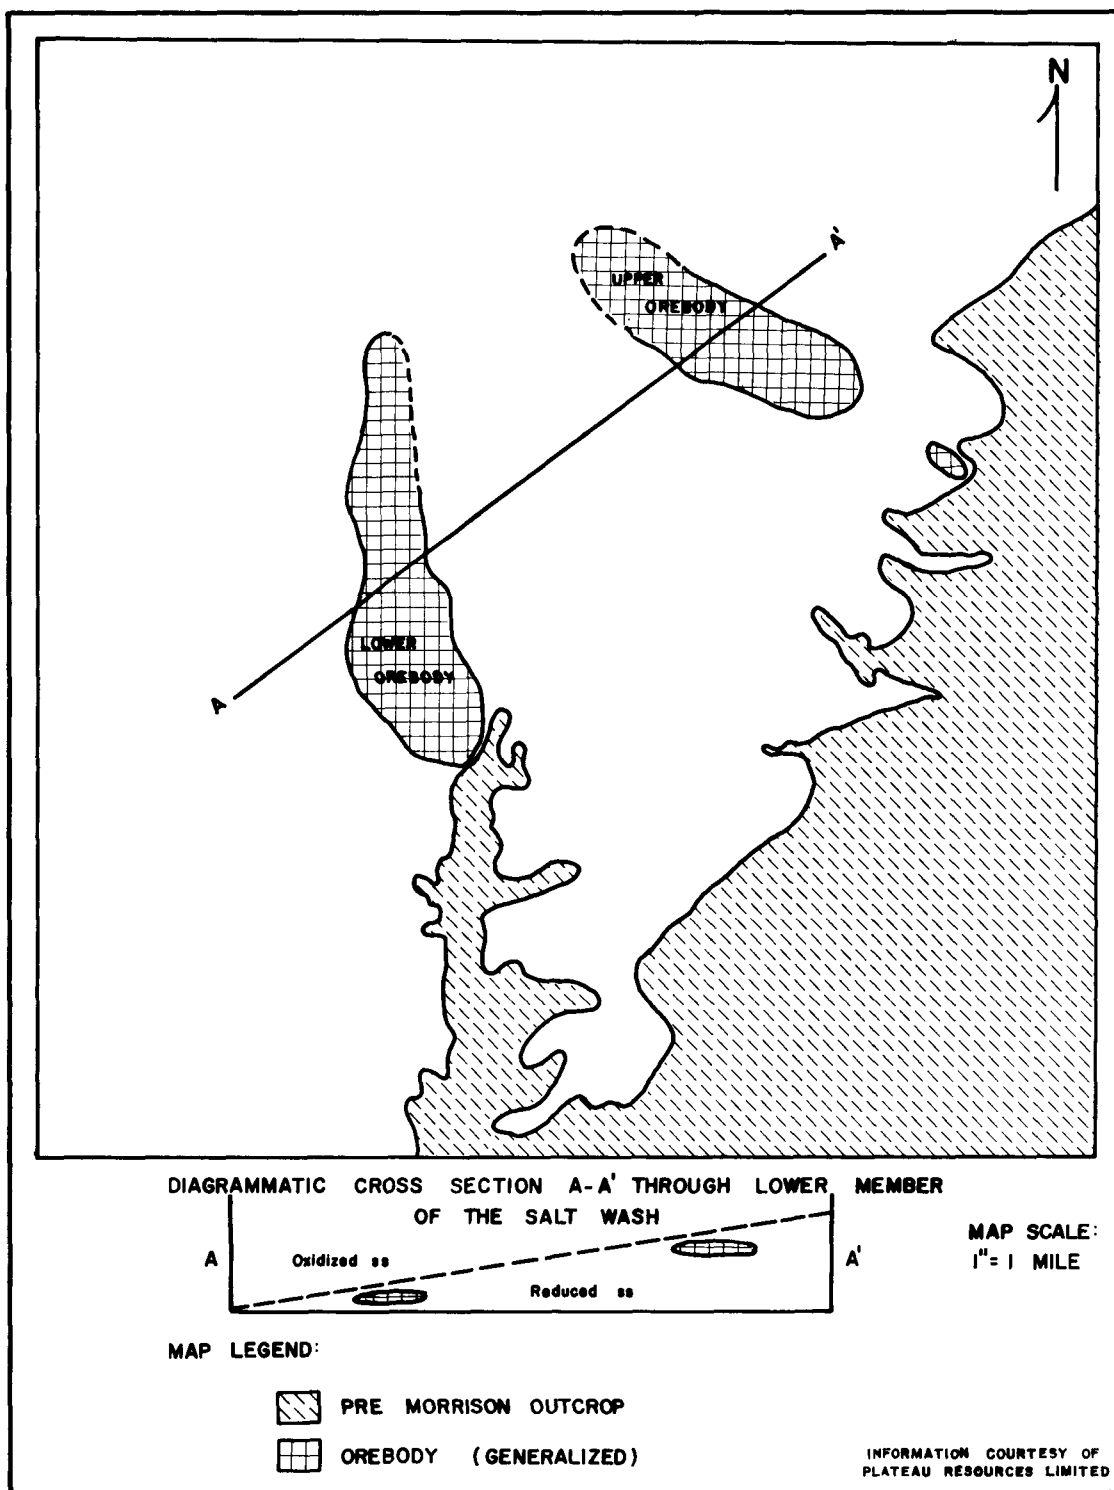 N
A'
UPPER
OREBODY
LOWER
OREBODY
A
DIAGRAMMATIC CROSS SECTION A-A' THROUGH LOWER MEMBER
OF THE SALT WASH
A
Oxidized ss
Reduced ss
A'
MAP SCALE:
1"= 1 MILE
MAP LEGEND:
PRE MORRISON OUTCROP
OREBODY (GENERALIZED)
INFORMATION COURTESY OF
PLATEAU RESOURCES LIMITED